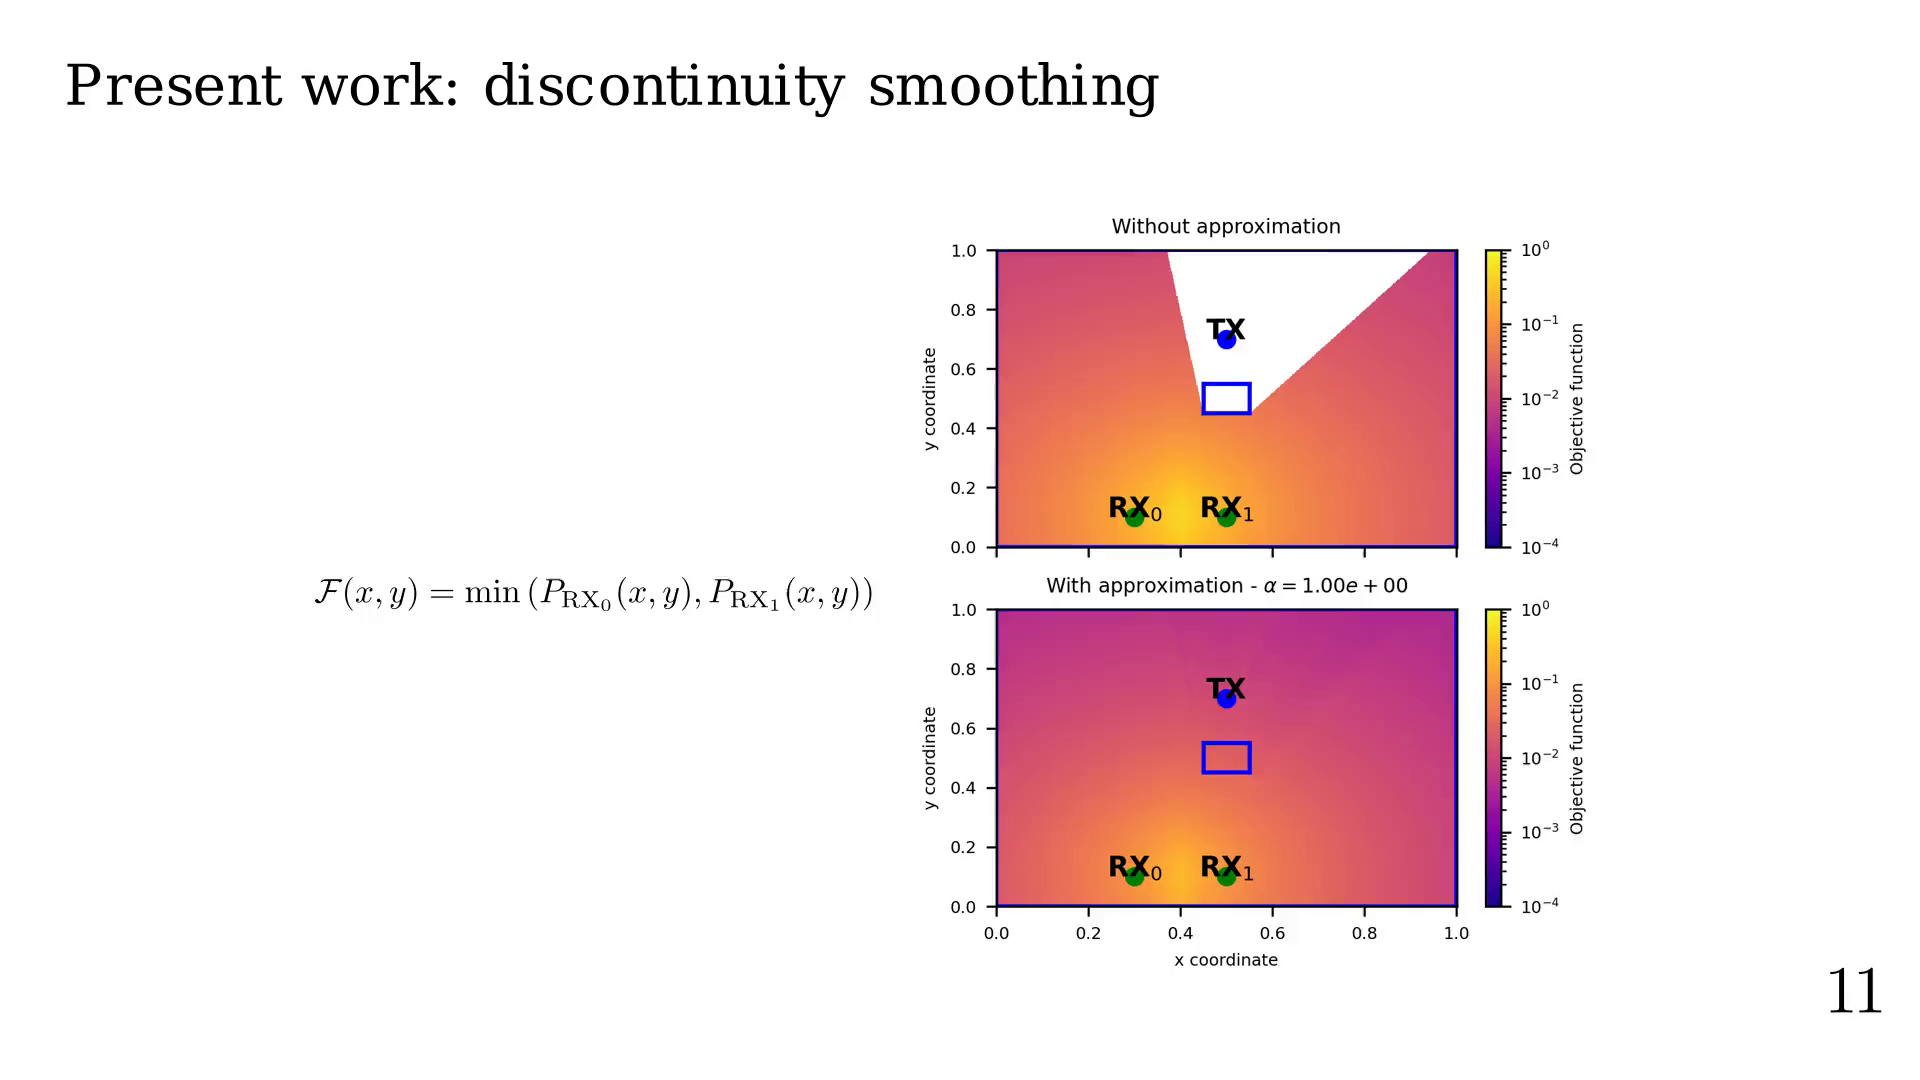 Present work: discontinuity smoothing
𝓕(x, y) = min (P_RX₀(x, y), P_RX₁(x, y))
Without approximation
1.0
0.8
0.6
0.4
0.2
0.0
y coordinate
TX
RX₀ RX₁
10⁰
10⁻¹
10⁻²
10⁻³
10⁻⁴
Objective function
With approximation - α = 1.00e + 00
1.0
0.8
0.6
0.4
0.2
0.0
y coordinate
TX
RX₀ RX₁
0.0 0.2 0.4 0.6 0.8 1.0
x coordinate
10⁰
10⁻¹
10⁻²
10⁻³
10⁻⁴
Objective function
11